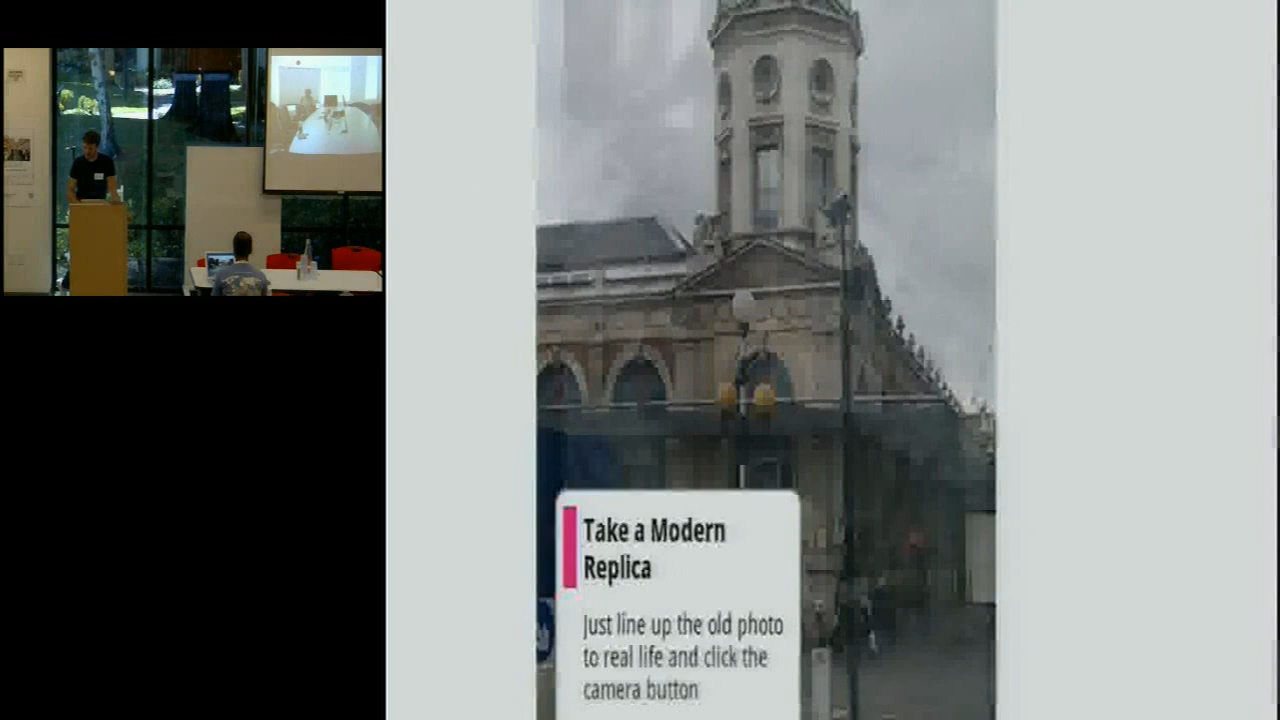 Take a Modern
Replica
Just line up the old photo
to real life and click the
camera button